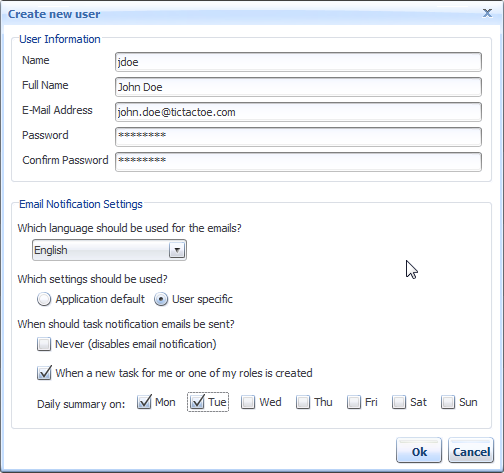 Create new user
User Information
Name jdoe
Full Name John Doe
E-Mail Address john.doe@tictactoe.com
Password ********
Confirm Password ********
Email Notification Settings
Which language should be used for the emails?
English
Which settings should be used?
Application default User specific
When should task notification emails be sent?
Never (disables email notification)
When a new task for me or one of my roles is created
Daily summary on: Mon Tue Wed Thu Fri Sat Sun
Ok Cancel